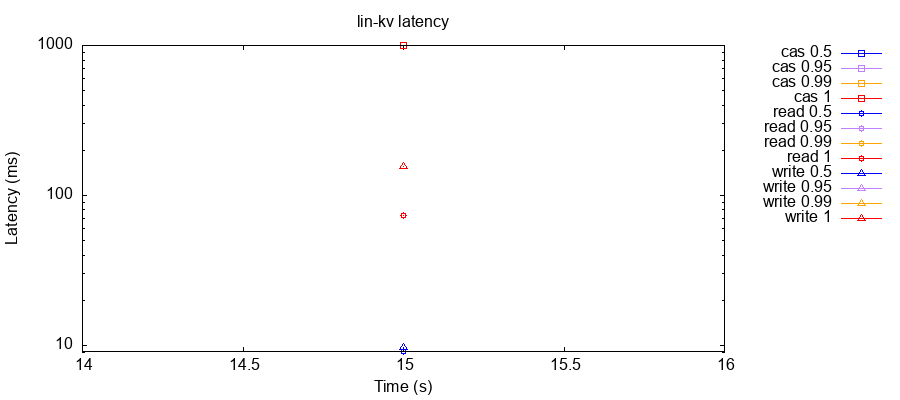 lin-kv latency
1000
100
10
14
14.5
15
15.5
16
Latency (ms)
Time (s)
cas 0.5
cas 0.95
cas 0.99
cas 1
read 0.5
read 0.95
read 0.99
read 1
write 0.5
write 0.95
write 0.99
write 1